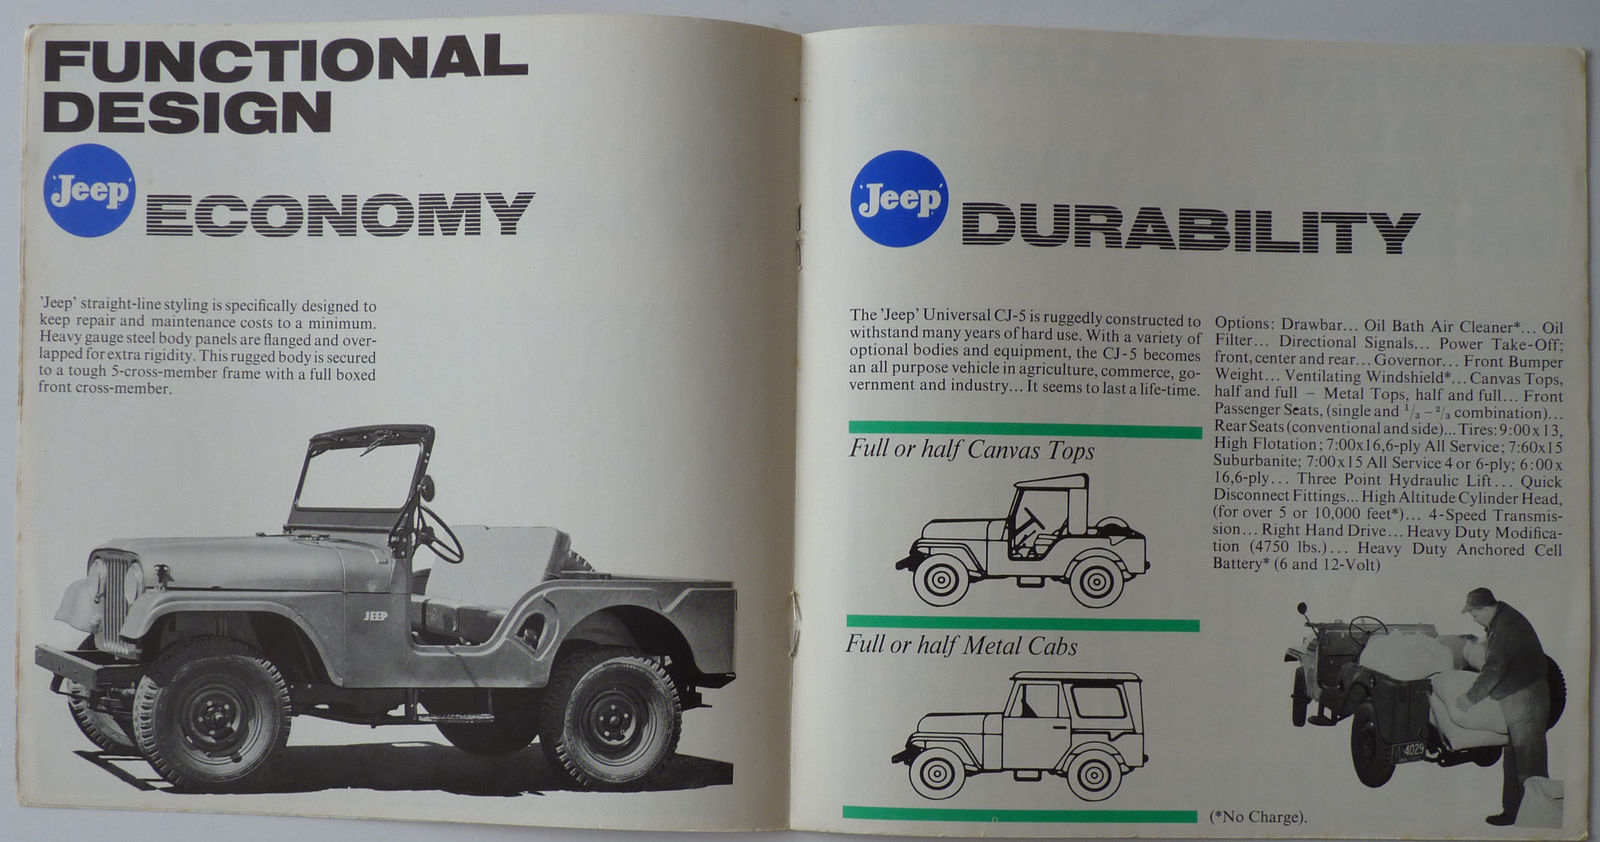 FUNCTIONAL
DESIGN
'Jeep'
ECONOMY
'Jeep' straight-line styling is specifically designed to
keep repair and maintenance costs to a minimum.
Heavy gauge steel body panels are flanged and over-
lapped for extra rigidity. This rugged body is secured
to a tough 5-cross-member frame with a full boxed
front cross-member.
JEEP
'Jeep'
DURABILITY
The 'Jeep' Universal CJ-5 is ruggedly constructed to
withstand many years of hard use. With a variety of
optional bodies and equipment, the CJ-5 becomes
an all purpose vehicle in agriculture, commerce, go-
vernment and industry... It seems to last a life-time.
Full or half Canvas Tops
Full or half Metal Cabs
Options: Drawbar... Oil Bath Air Cleaner*... Oil
Filter... Directional Signals... Power Take-Off;
front, center and rear... Governor... Front Bumper
Weight... Ventilating Windshield*... Canvas Tops,
half and full – Metal Tops, half and full... Front
Passenger Seats, (single and 1/3 – 2/3 combination)...
Rear Seats (conventional and side)... Tires: 9:00x13,
High Flotation; 7:00x16,6-ply All Service; 7:60x15
Suburbanite; 7:00x15 All Service 4 or 6-ply; 6:00x
16,6-ply... Three Point Hydraulic Lift... Quick
Disconnect Fittings... High Altitude Cylinder Head,
(for over 5 or 10,000 feet*)... 4-Speed Transmis-
sion... Right Hand Drive... Heavy Duty Modifica-
tion (4750 lbs.)... Heavy Duty Anchored Cell
Battery* (6 and 12-Volt)
4029
(*No Charge).